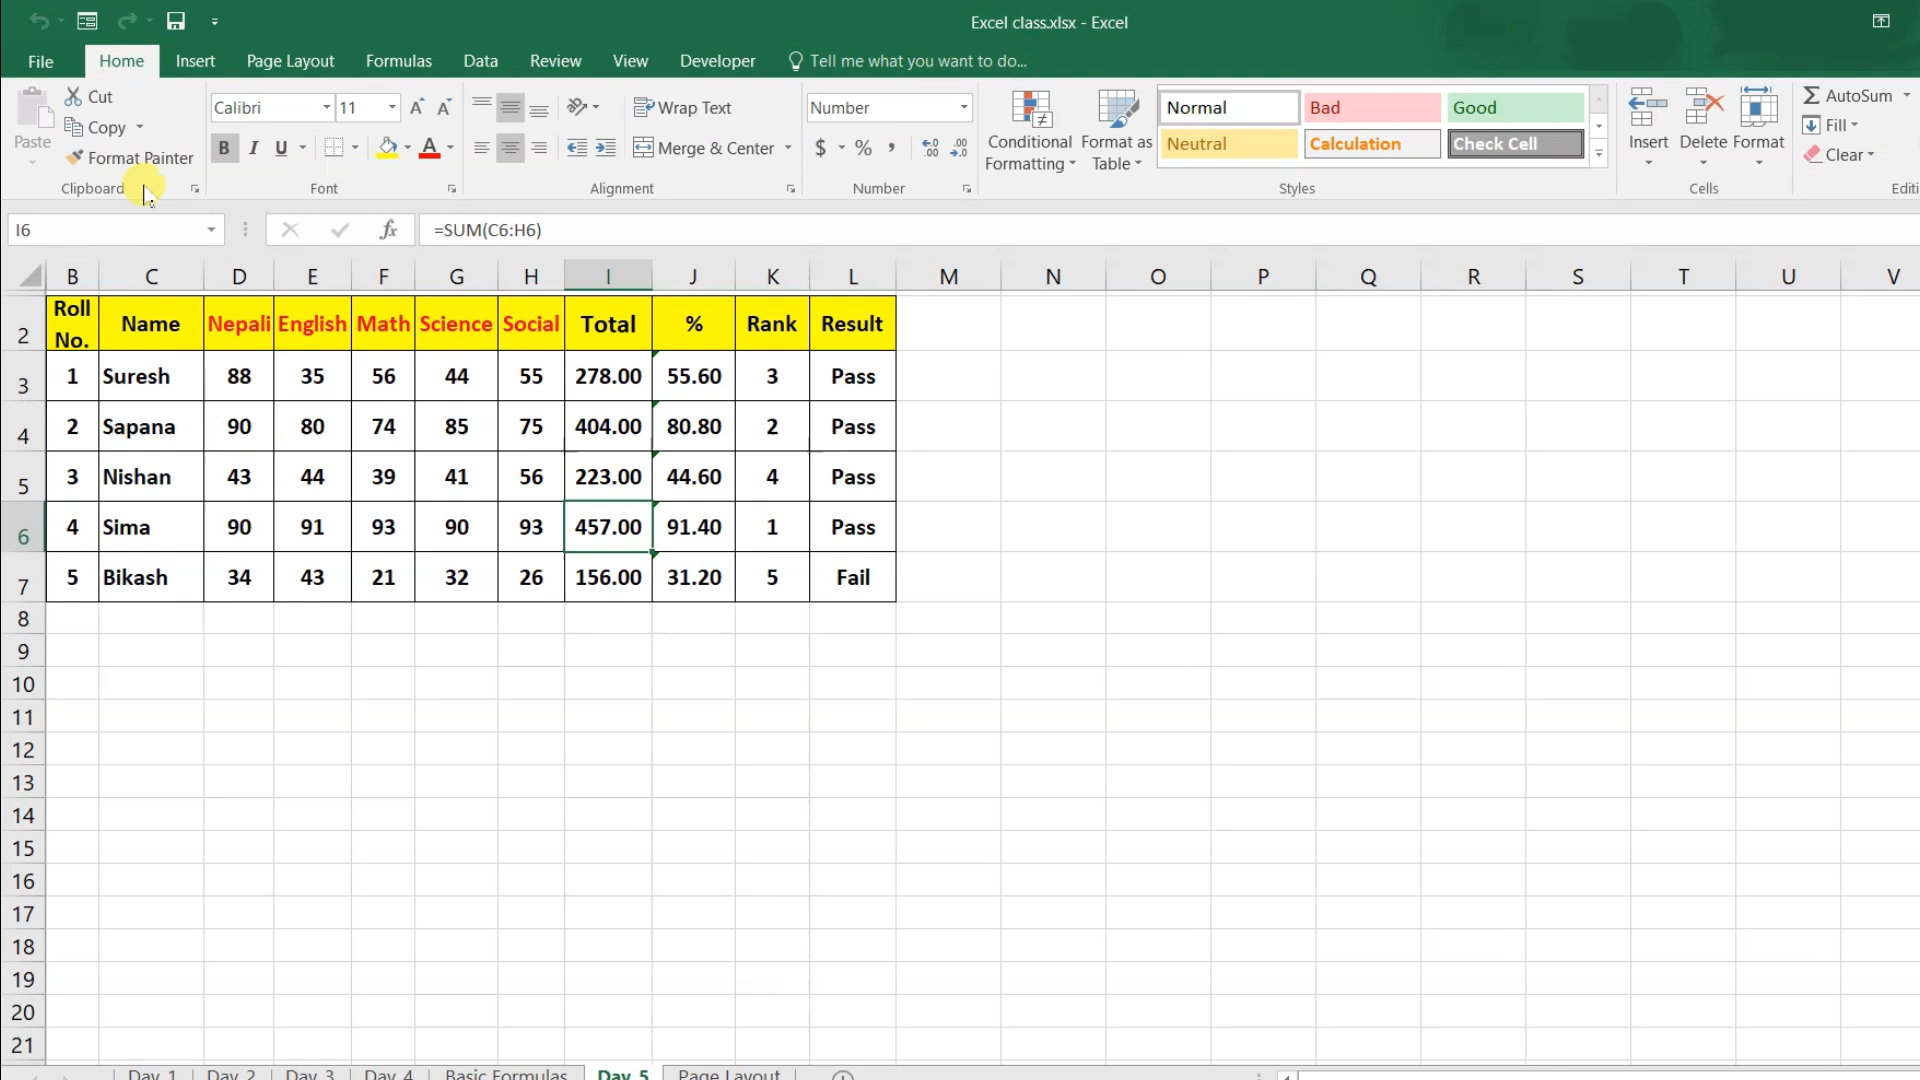 Excel class.xlsx - Excel
File Home Insert Page Layout Formulas Data Review View Developer Tell me what you want to do...
Paste
Cut
Copy
Format Painter
Clipboard
Calibri 11
B I U
Font
Wrap Text
Merge & Center
Alignment
Number
$ % ,
Number
Conditional Formatting
Format as Table
Normal Bad Good
Neutral Calculation Check Cell
Styles
Insert Delete Format
Cells
AutoSum
Fill
Clear
Editi
I6 fx =SUM(C6:H6)
B C D E F G H I J K L M N O P Q R S T U V
2 Roll No. Name Nepali English Math Science Social Total % Rank Result
3 1 Suresh 88 35 56 44 55 278.00 55.60 3 Pass
4 2 Sapana 90 80 74 85 75 404.00 80.80 2 Pass
5 3 Nishan 43 44 39 41 56 223.00 44.60 4 Pass
6 4 Sima 90 91 93 90 93 457.00 91.40 1 Pass
7 5 Bikash 34 43 21 32 26 156.00 31.20 5 Fail
8
9
10
11
12
13
14
15
16
17
18
19
20
21
Day 1 Day 2 Day 3 Day 4 Basic Formulas Day 5 Page Layout